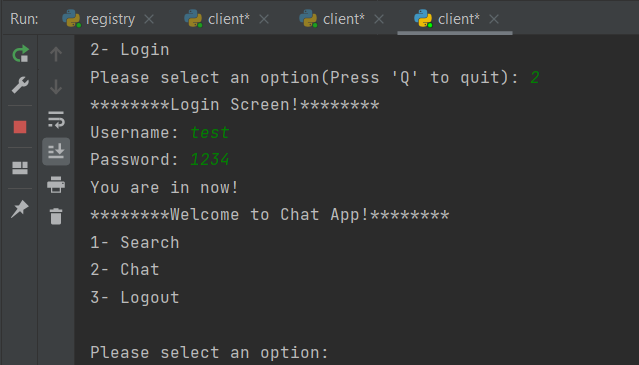 Run: registry client* client* client*
2- Login
Please select an option(Press 'Q' to quit): 2
********Login Screen!********
Username: test
Password: 1234
You are in now!
********Welcome to Chat App!********
1- Search
2- Chat
3- Logout
Please select an option: